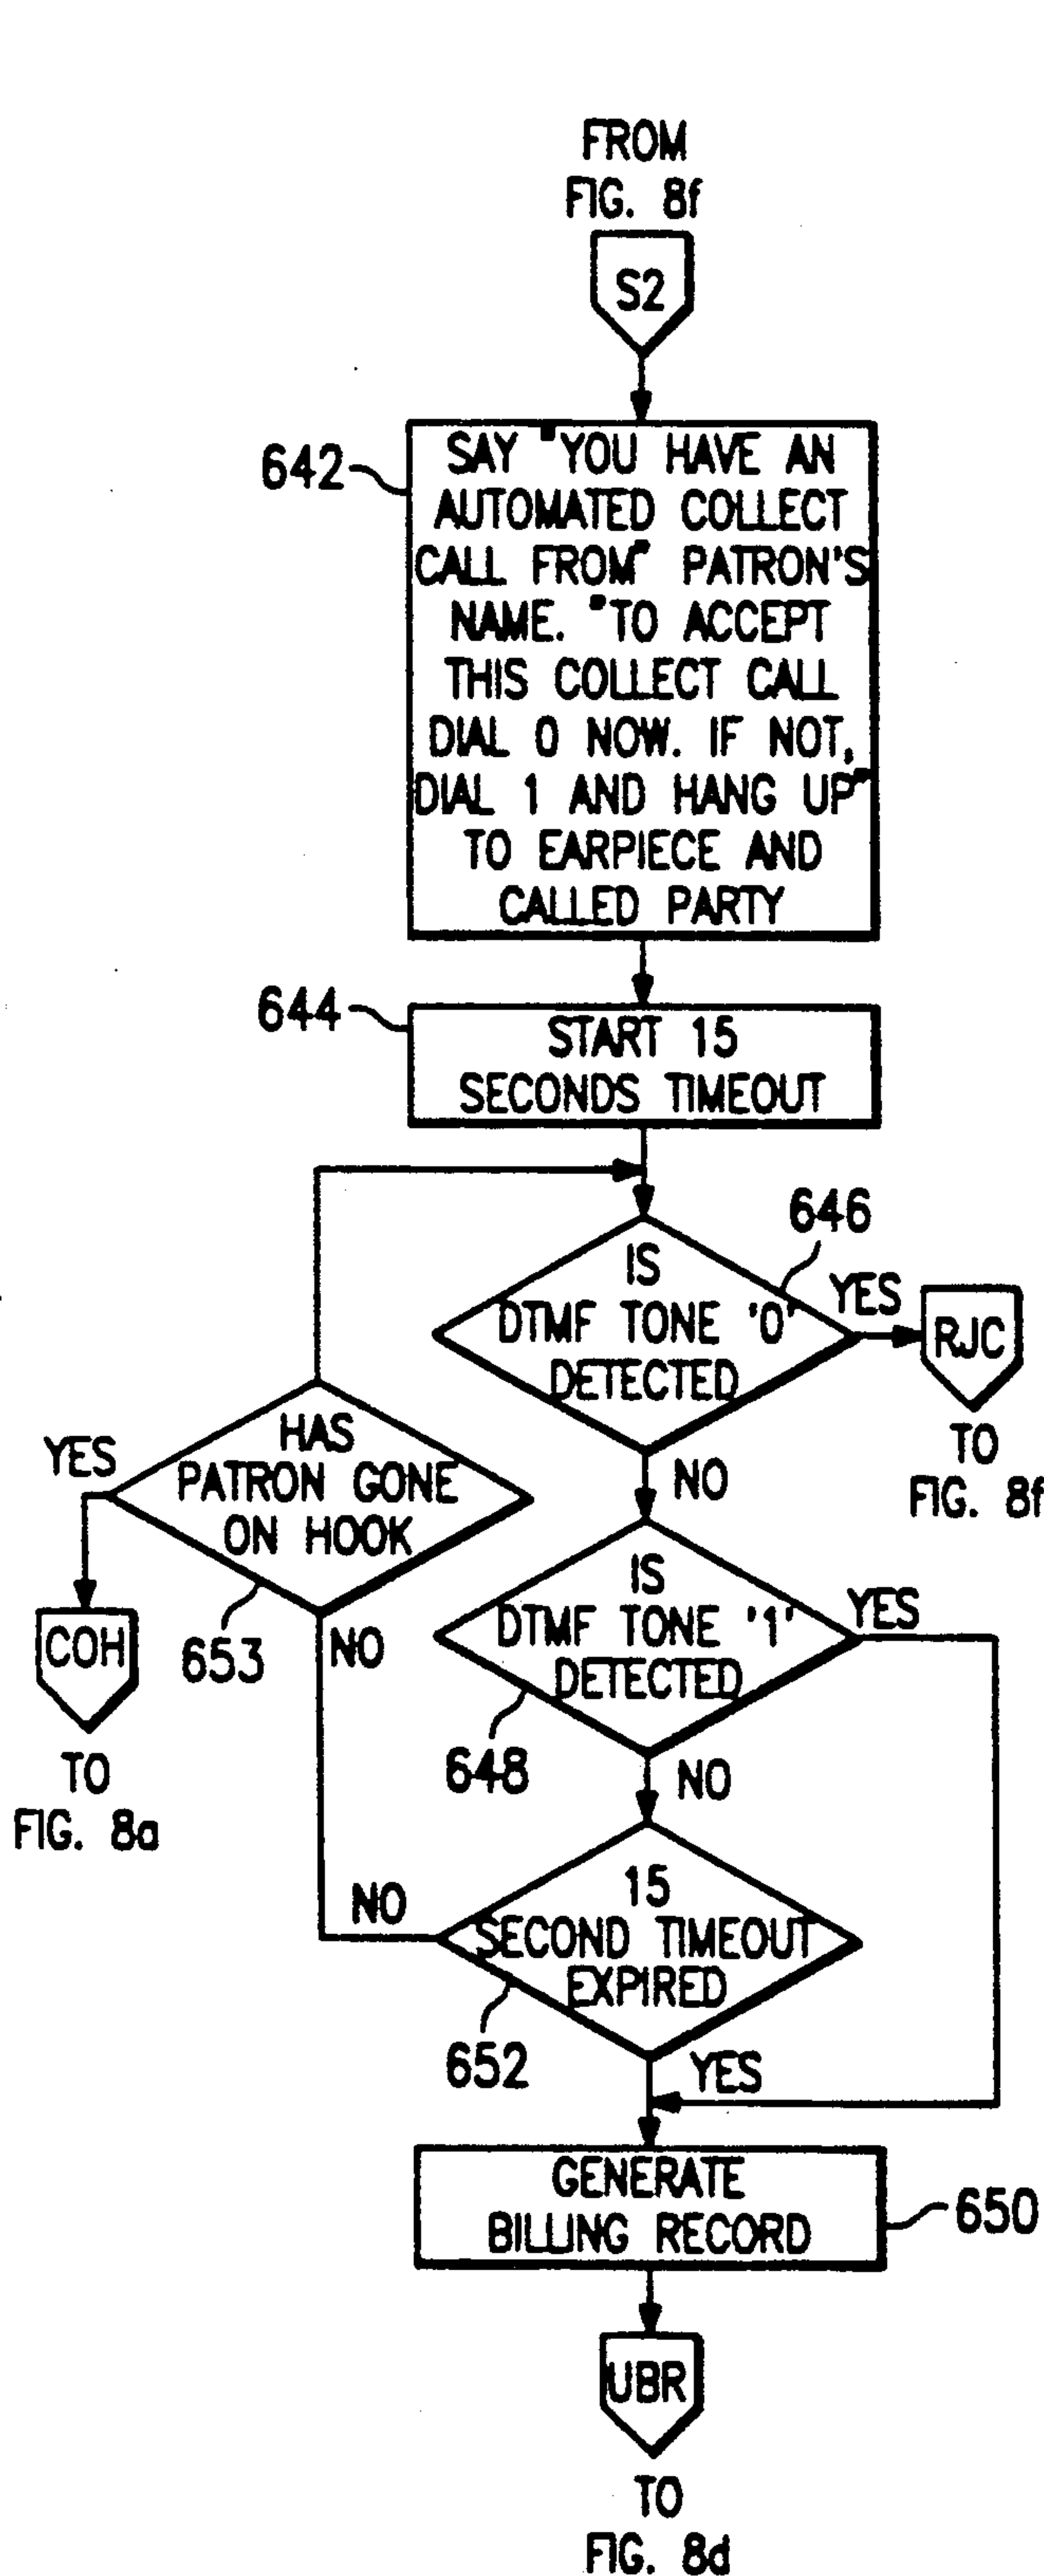 FROM
FIG. 8f
S2
642
SAY "YOU HAVE AN
AUTOMATED COLLECT
CALL FROM" PATRON'S
NAME. "TO ACCEPT
THIS COLLECT CALL
DIAL 0 NOW. IF NOT,
DIAL 1 AND HANG UP"
TO EARPIECE AND
CALLED PARTY
644
START 15
SECONDS TIMEOUT
646
IS
DTMF TONE '0'
DETECTED
YES
RJC
TO
FIG. 8f
NO
HAS
PATRON GONE
ON HOOK
YES
COH
TO
FIG. 8a
653
NO
IS
DTMF TONE '1'
DETECTED
YES
648
NO
15
SECOND TIMEOUT
EXPIRED
NO
652
YES
GENERATE
BILLING RECORD
650
UBR
TO
FIG. 8d